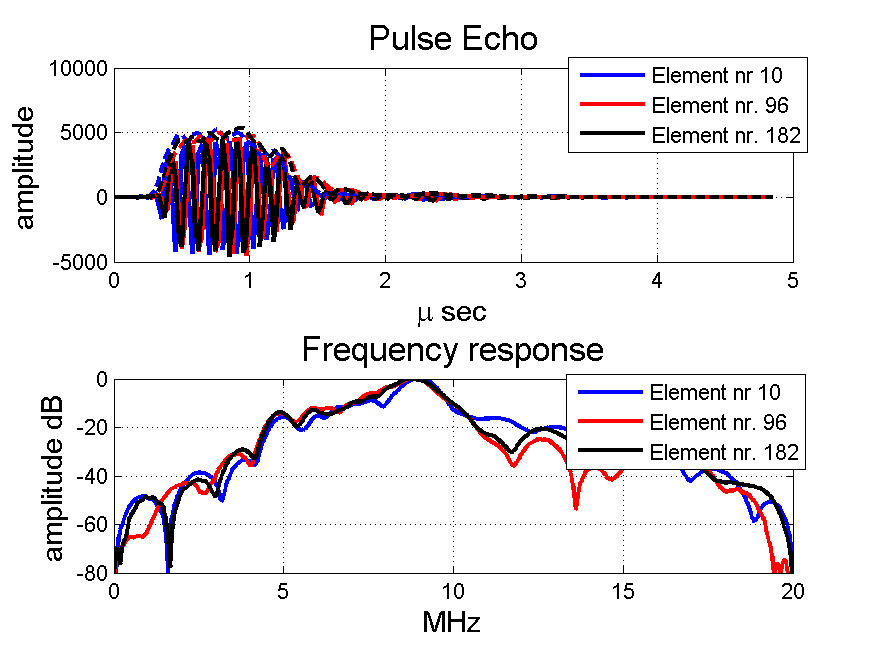 Pulse Echo
10000
5000
0
-5000
amplitude
Element nr 10
Element nr. 96
Element nr. 182
0 1 2 3 4 5
μ sec
Frequency response
0
-20
-40
-60
-80
amplitude dB
Element nr 10
Element nr. 96
Element nr. 182
0 5 10 15 20
MHz